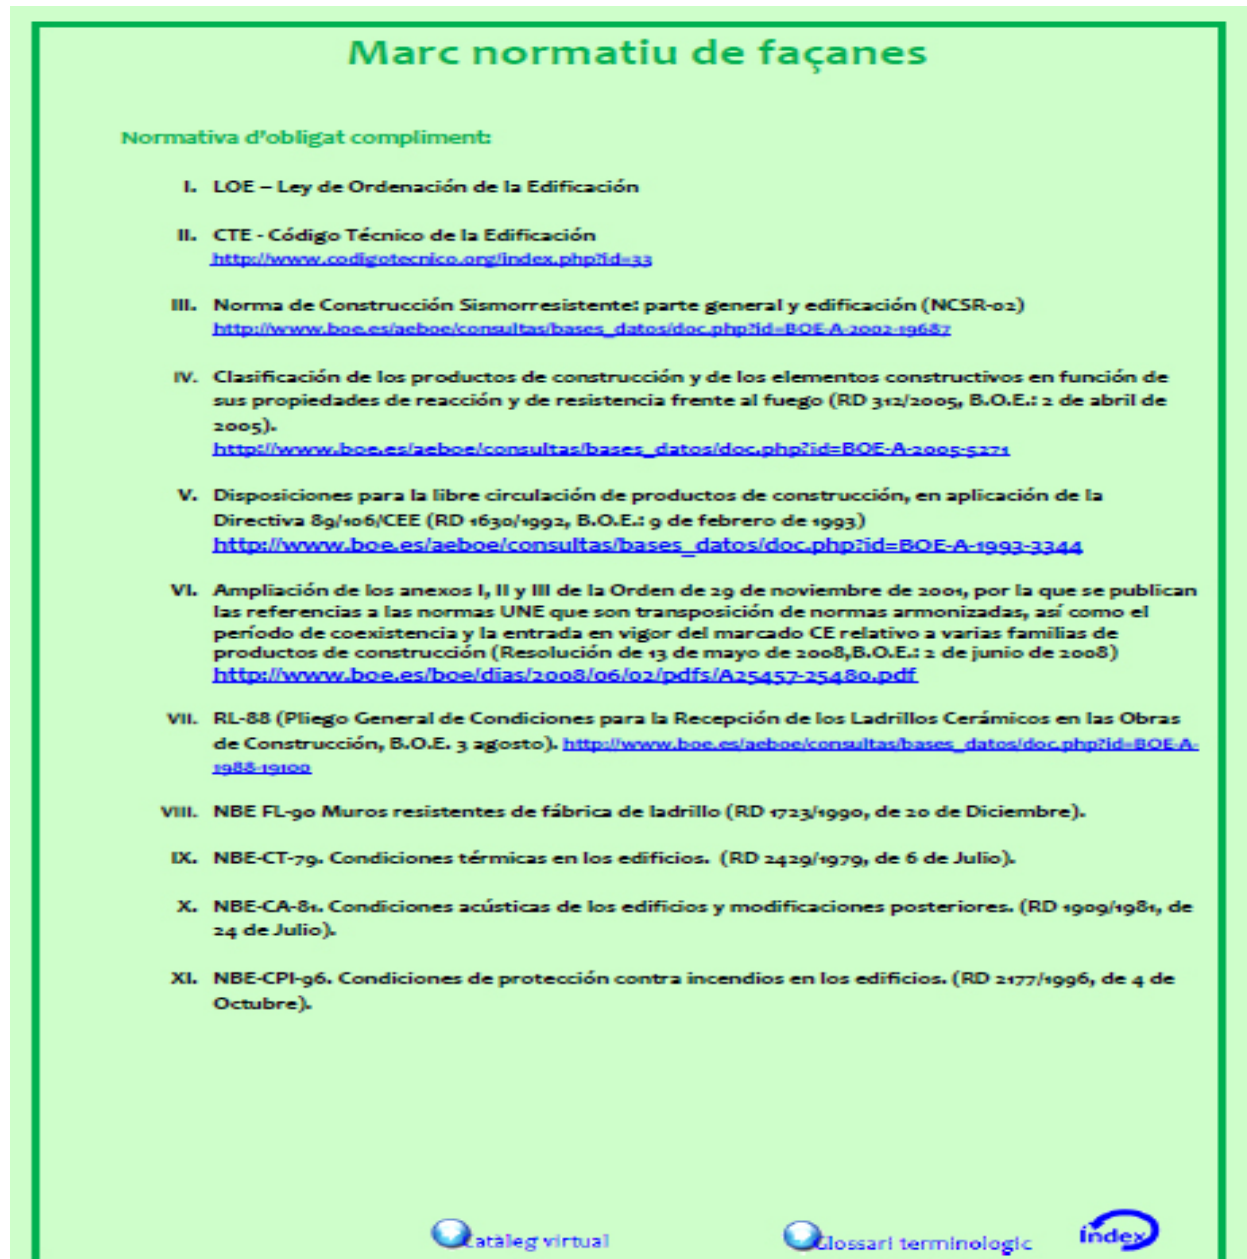 Marc normatiu de façanes
Normativa d'obligat compliment:
I. LOE – Ley de Ordenación de la Edificación
II. CTE - Código Técnico de la Edificación
http://www.codigotecnico.org/index.php?id=33
III. Norma de Construcción Sismorresistente: parte general y edificación (NCSR-02)
http://www.boe.es/aeboe/consultas/bases_datos/doc.php?id=BOE-A-2002-19687
IV. Clasificación de los productos de construcción y de los elementos constructivos en función de
sus propiedades de reacción y de resistencia frente al fuego (RD 312/2005, B.O.E.: 2 de abril de
2005).
http://www.boe.es/aeboe/consultas/bases_datos/doc.php?id=BOE-A-2005-5271
V. Disposiciones para la libre circulación de productos de construcción, en aplicación de la
Directiva 89/106/CEE (RD 1630/1992, B.O.E.: 9 de febrero de 1993)
http://www.boe.es/aeboe/consultas/bases_datos/doc.php?id=BOE-A-1993-3344
VI. Ampliación de los anexos I, II y III de la Orden de 29 de noviembre de 2001, por la que se publican
las referencias a las normas UNE que son transposición de normas armonizadas, así como el
período de coexistencia y la entrada en vigor del marcado CE relativo a varias familias de
productos de construcción (Resolución de 13 de mayo de 2008,B.O.E.: 2 de junio de 2008)
http://www.boe.es/boe/dias/2008/06/02/pdfs/A25457-25480.pdf
VII. RL-88 (Pliego General de Condiciones para la Recepción de los Ladrillos Cerámicos en las Obras
de Construcción, B.O.E. 3 agosto). http://www.boe.es/aeboe/consultas/bases_datos/doc.php?id=BOE-A-
1988-19100
VIII. NBE FL-90 Muros resistentes de fábrica de ladrillo (RD 1723/1990, de 20 de Diciembre).
IX. NBE-CT-79. Condiciones térmicas en los edificios. (RD 2429/1979, de 6 de Julio).
X. NBE-CA-81. Condiciones acústicas de los edificios y modificaciones posteriores. (RD 1909/1981, de
24 de Julio).
XI. NBE-CPI-96. Condiciones de protección contra incendios en los edificios. (RD 2177/1996, de 4 de
Octubre).
Catàleg virtual
Glossari terminologic
Índex